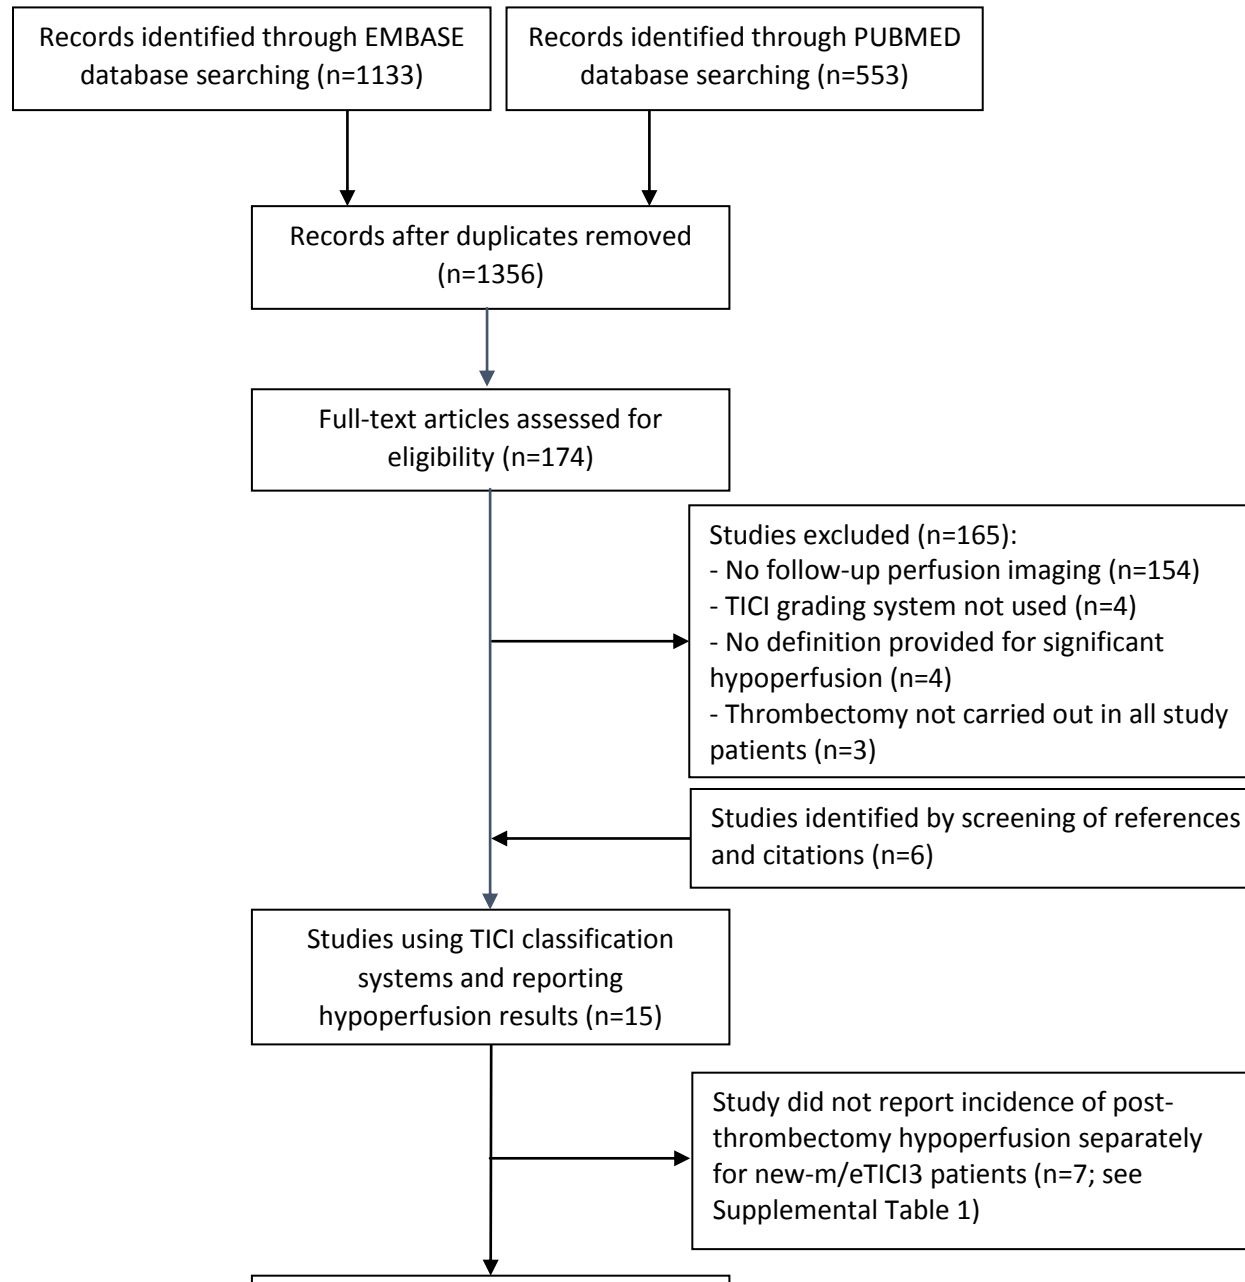 Records identified through EMBASE
database searching (n=1133)
Records identified through PUBMED
database searching (n=553)
Records after duplicates removed
(n=1356)
Full-text articles assessed for
eligibility (n=174)
Studies excluded (n=165):
- No follow-up perfusion imaging (n=154)
- TICI grading system not used (n=4)
- No definition provided for significant
hypoperfusion (n=4)
- Thrombectomy not carried out in all study
patients (n=3)
Studies identified by screening of references
and citations (n=6)
Studies using TICI classification
systems and reporting
hypoperfusion results (n=15)
Study did not report incidence of post-
thrombectomy hypoperfusion separately
for new-m/eTICI3 patients (n=7; see
Supplemental Table 1)